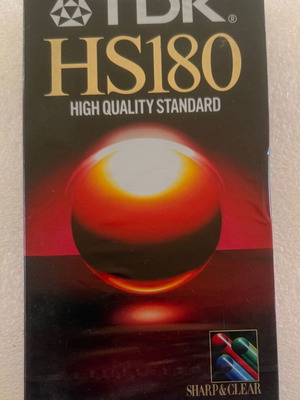 TDK®
HS180
HIGH QUALITY STANDARD
SHARP&CLEAR